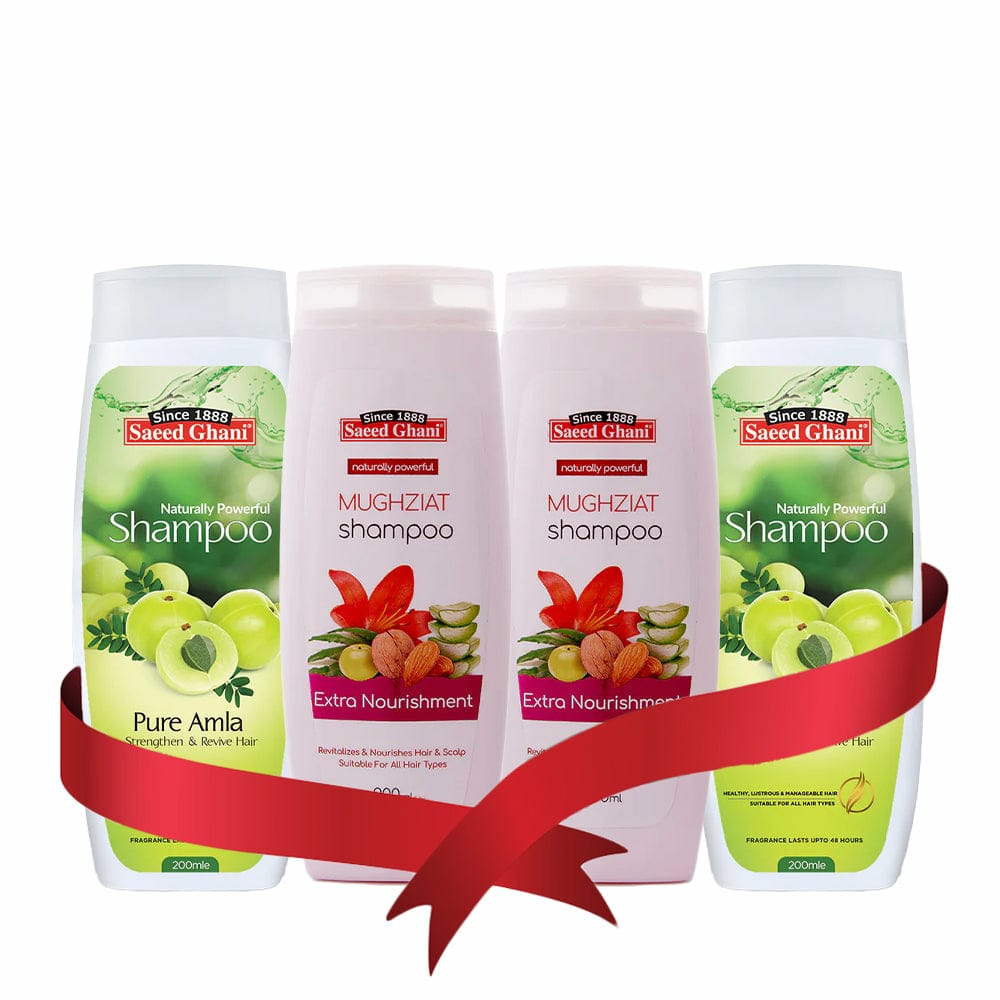 Since 1888
Saeed Ghani®
Naturally Powerful
Shampoo
Pure Amla
Strengthen & Revive Hair
200mle
Since 1888
Saeed Ghani®
naturally powerful
MUGHZIAT
shampoo
Extra Nourishment
Revitalizes & Nourishes Hair & Scalp
Suitable For All Hair Types
Since 1888
Saeed Ghani®
naturally powerful
MUGHZIAT
shampoo
Extra Nourishment
Since 1888
Saeed Ghani®
Naturally Powerful
Shampoo
Hair
HEALTHY, LUSTROUS & MANAGEABLE HAIR
SUITABLE FOR ALL HAIR TYPES
FRAGRANCE LASTS UPTO 48 HOURS
200mle